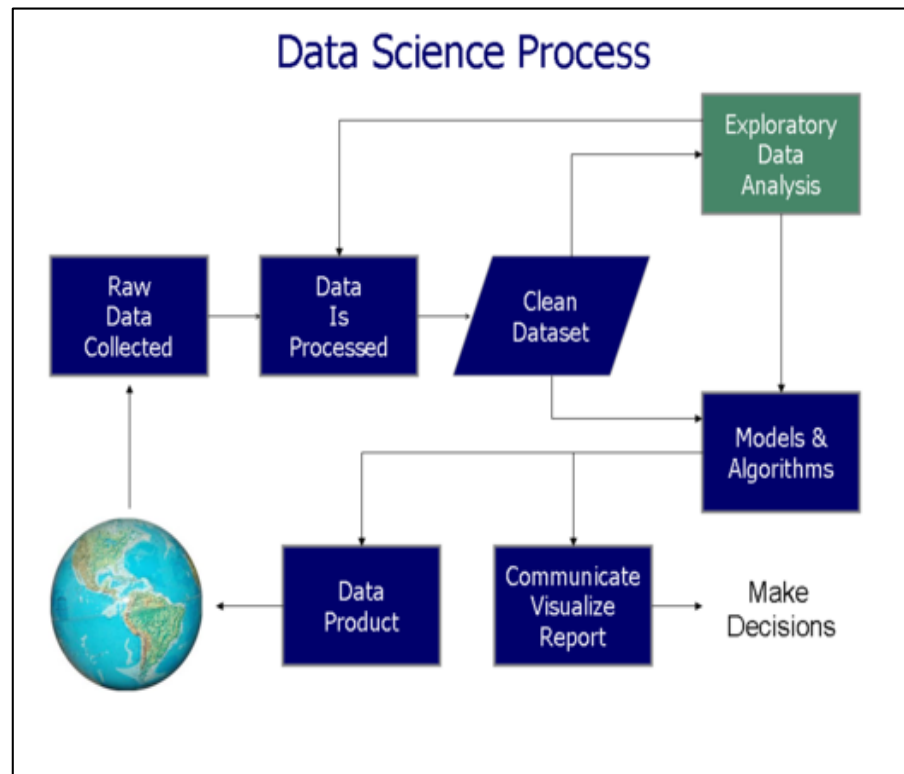 Data Science Process
Exploratory
Data
Analysis
Raw
Data
Collected
Data
Is
Processed
Clean
Dataset
Models &
Algorithms
Data
Product
Communicate
Visualize
Report
Make
Decisions